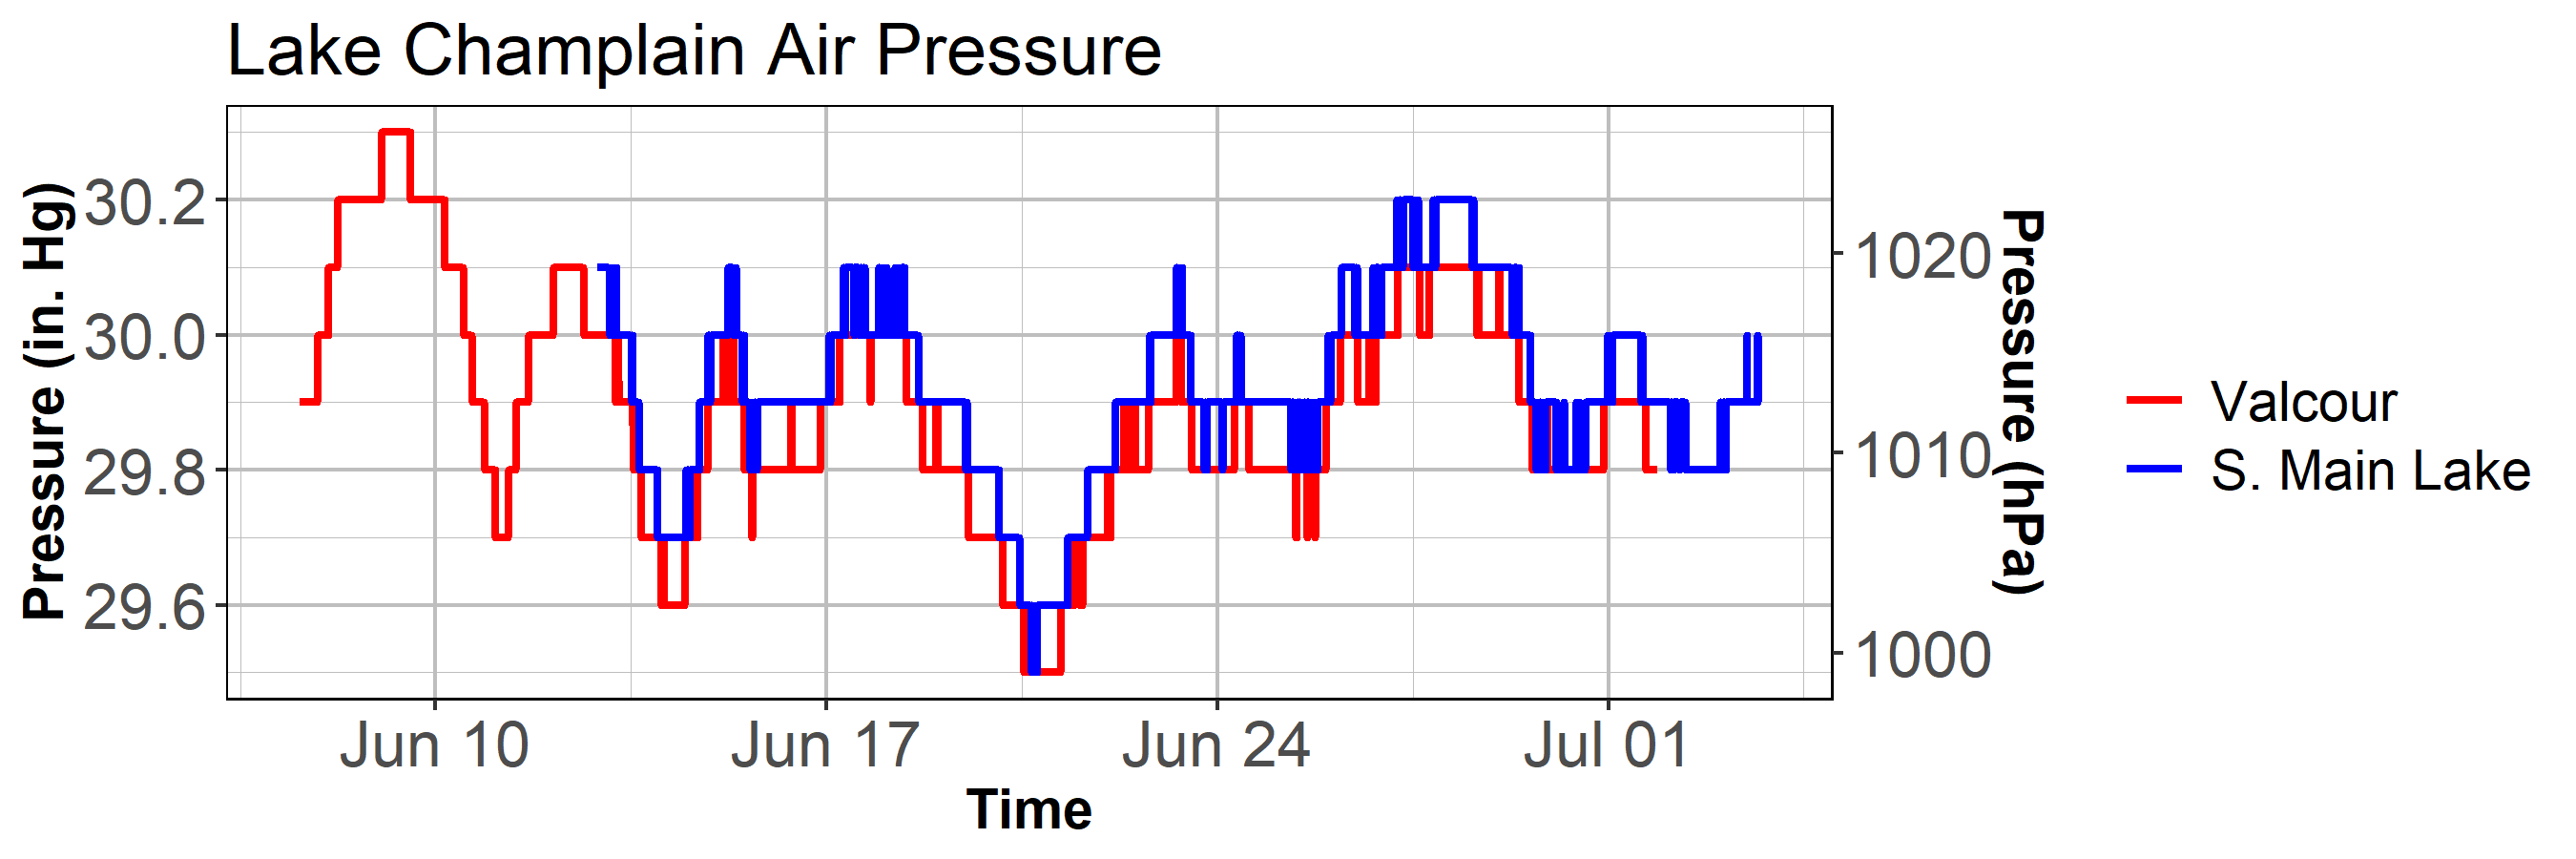 Lake Champlain Air Pressure
Pressure (in. Hg)
30.2
30.0
29.8
29.6
1020
1010
1000
Pressure (hPa)
Jun 10
Jun 17
Jun 24
Jul 01
Time
Valcour
S. Main Lake